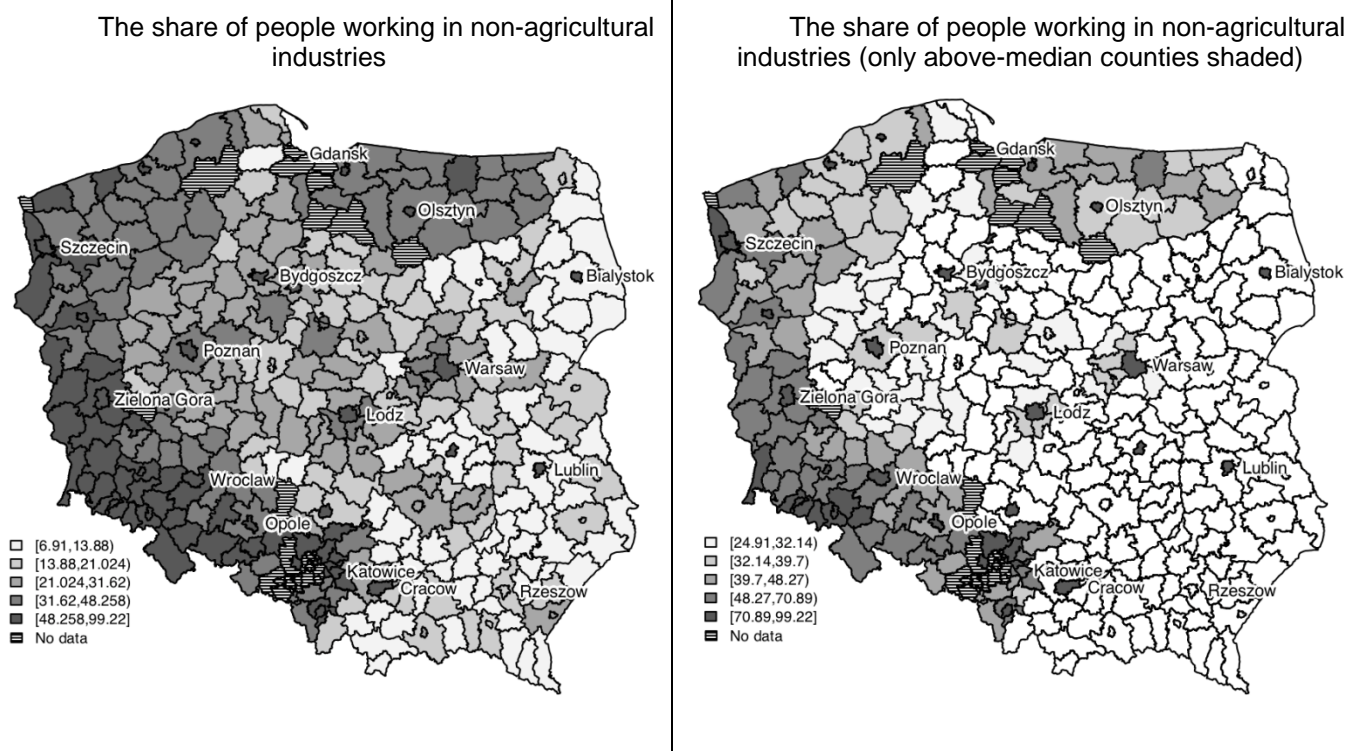 The share of people working in non-agricultural
industries
Gdansk
Olsztyn
Szczecin
Bydgoszcz
Bialystok
Poznan
Warsaw
Zielona Gora
Lodz
Wroclaw
Lublin
Opole
Katowice
Cracow
Rzeszow
[6.91,13.88)
[13.88,21.024)
[21.024,31.62)
[31.62,48.258)
[48.258,99.22]
No data
The share of people working in non-agricultural
industries (only above-median counties shaded)
Gdansk
Olsztyn
Szczecin
Bydgoszcz
Bialystok
Poznan
Warsaw
Zielona Gora
Lodz
Wroclaw
Lublin
Opole
Katowice
Cracow
Rzeszow
[24.91,32.14)
[32.14,39.7)
[39.7,48.27)
[48.27,70.89)
[70.89,99.22]
No data